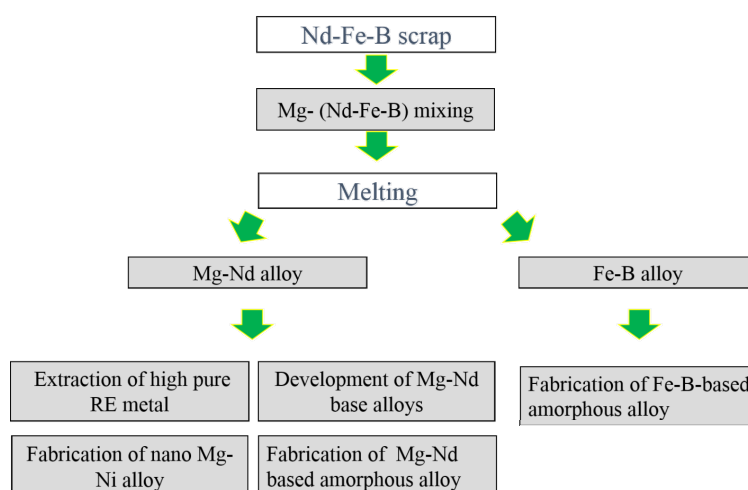 Nd-Fe-B scrap
Mg- (Nd-Fe-B) mixing
Melting
Mg-Nd alloy
Fe-B alloy
Extraction of high pure
RE metal
Development of Mg-Nd
base alloys
Fabrication of Fe-B-based
amorphous alloy
Fabrication of nano Mg-
Ni alloy
Fabrication of  Mg-Nd
based amorphous alloy